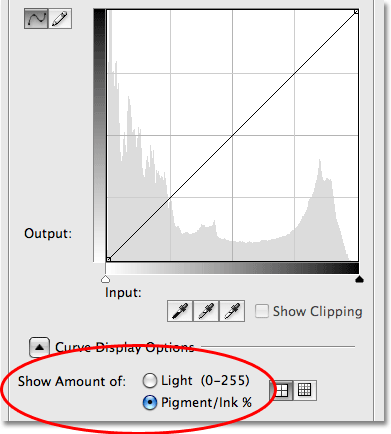 Output:
Input:
Show Clipping
Curve Display Options
Show Amount of: Light (0-255)
Pigment/Ink %